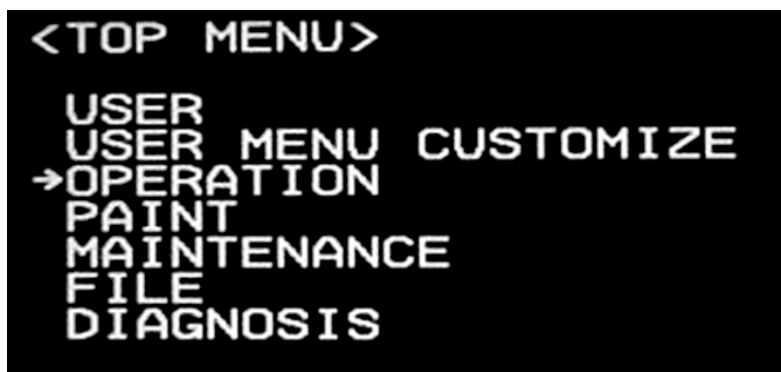 <TOP MENU>
USER
USER MENU CUSTOMIZE
→OPERATION
PAINT
MAINTENANCE
FILE
DIAGNOSIS